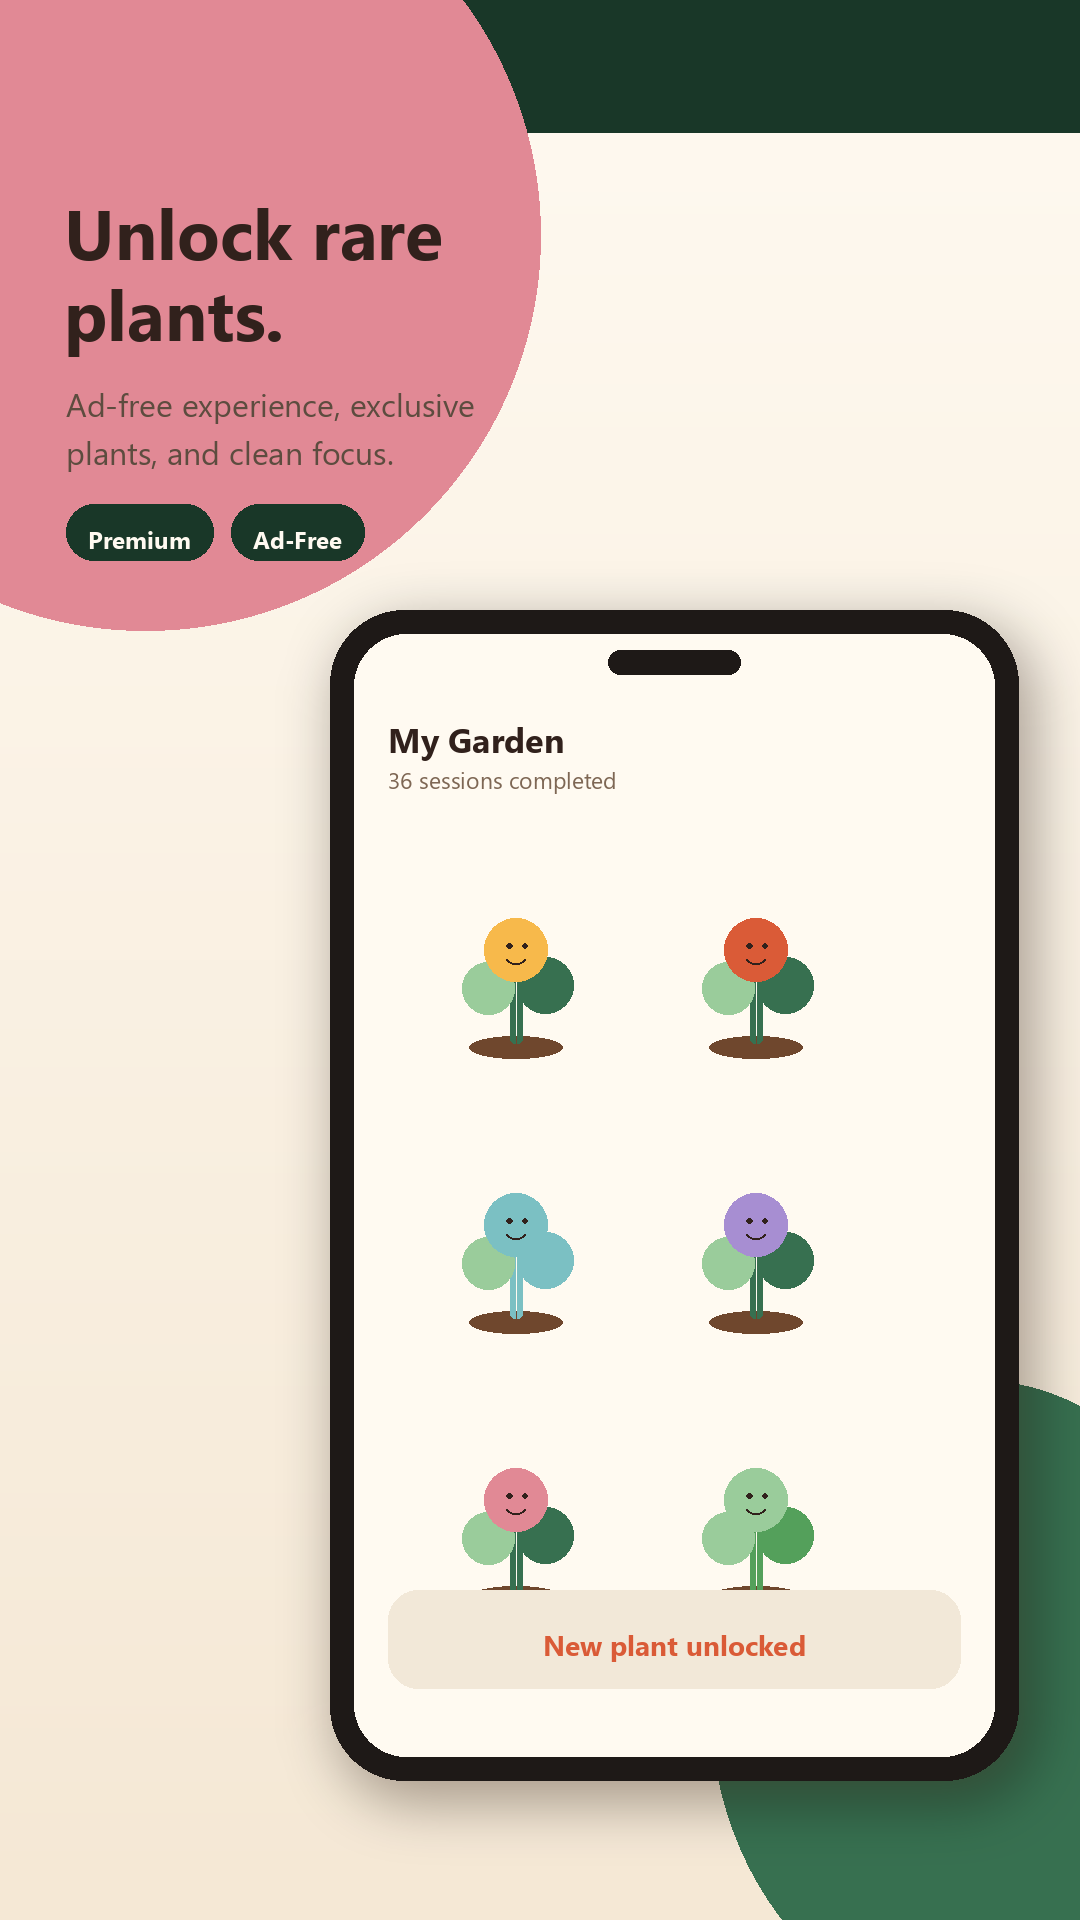 Unlock rare
plants.
Ad-free experience, exclusive
plants, and clean focus.
Premium
Ad-Free
My Garden
36 sessions completed
New plant unlocked